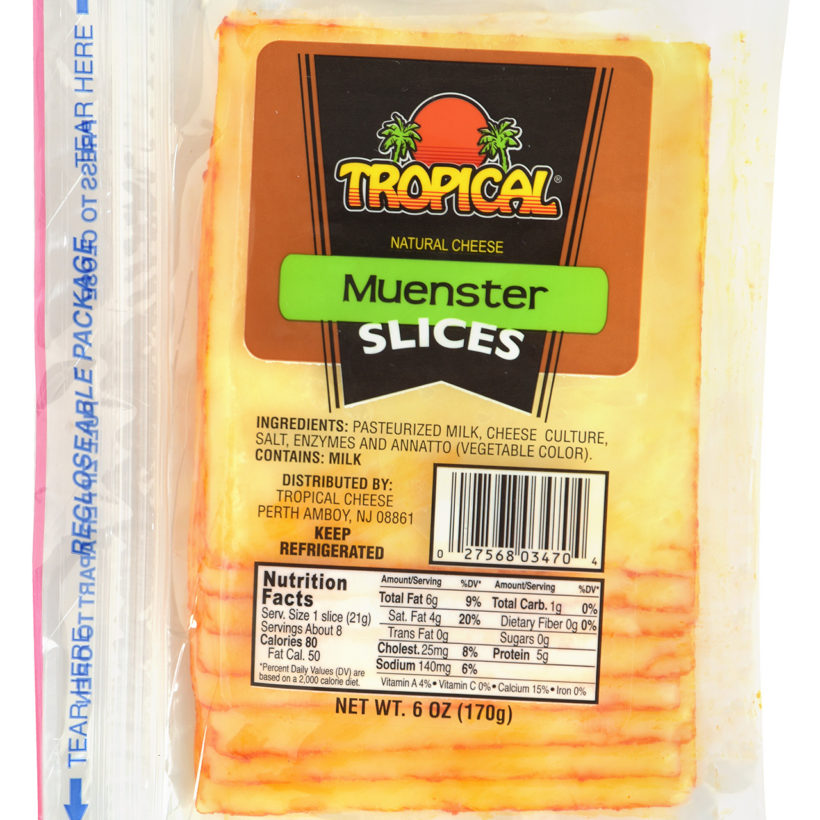 TROPICAL®
NATURAL CHEESE
Muenster
SLICES
INGREDIENTS: PASTEURIZED MILK, CHEESE CULTURE,
SALT, ENZYMES AND ANNATTO (VEGETABLE COLOR).
CONTAINS: MILK
DISTRIBUTED BY:
TROPICAL CHEESE
PERTH AMBOY, NJ 08861
KEEP
REFRIGERATED
0 27568 03470 4
Nutrition
Facts
Serv. Size 1 slice (21g)
Servings About 8
Calories 80
Fat Cal. 50
*Percent Daily Values (DV) are
based on a 2,000 calorie diet.
Amount/Serving %DV*
Total Fat 6g 9%
Sat. Fat 4g 20%
Trans Fat 0g
Cholest. 25mg 8%
Sodium 140mg 6%
Amount/Serving %DV*
Total Carb. 1g 0%
Dietary Fiber 0g 0%
Sugars 0g
Protein 5g
Vitamin A 4% • Vitamin C 0% • Calcium 15% • Iron 0%
NET WT. 6 OZ (170g)
TEAR HERE
RECLOSEABLE PACKAGE
TEAR HERE